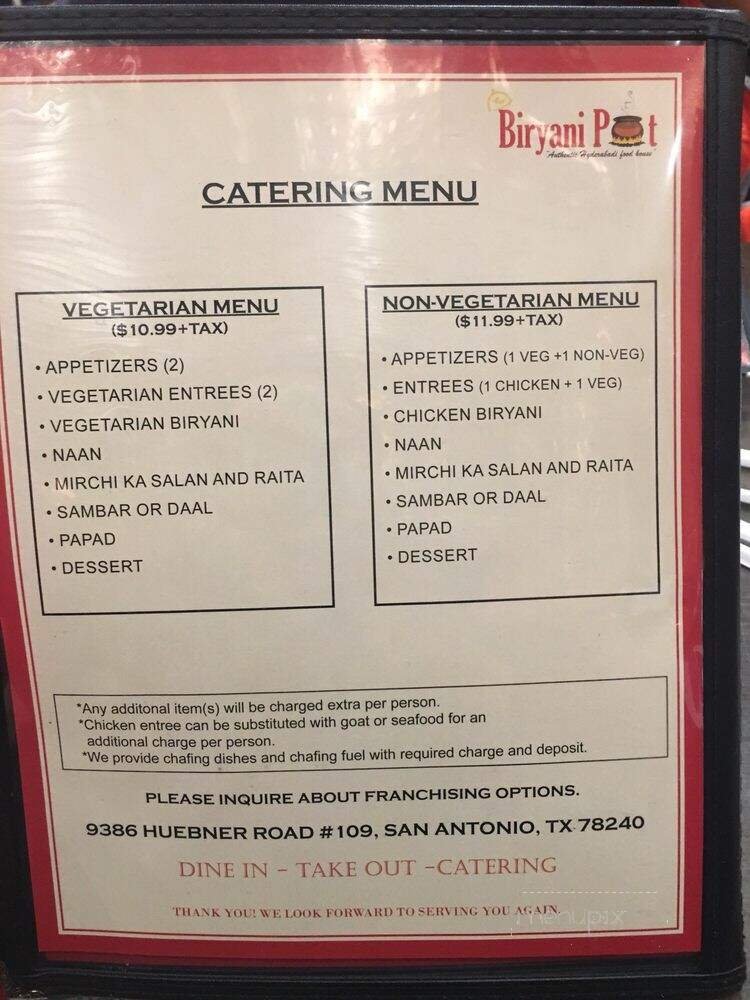 Biryani Pot
"Authentic Hyderabadi food house"
CATERING MENU
VEGETARIAN MENU
($10.99+TAX)
• APPETIZERS (2)
• VEGETARIAN ENTREES (2)
• VEGETARIAN BIRYANI
• NAAN
• MIRCHI KA SALAN AND RAITA
• SAMBAR OR DAAL
• PAPAD
• DESSERT
NON-VEGETARIAN MENU
($11.99+TAX)
• APPETIZERS (1 VEG +1 NON-VEG)
• ENTREES (1 CHICKEN + 1 VEG)
• CHICKEN BIRYANI
• NAAN
• MIRCHI KA SALAN AND RAITA
• SAMBAR OR DAAL
• PAPAD
• DESSERT
*Any additonal item(s) will be charged extra per person.
*Chicken entree can be substituted with goat or seafood for an
additional charge per person.
*We provide chafing dishes and chafing fuel with required charge and deposit.
PLEASE INQUIRE ABOUT FRANCHISING OPTIONS.
9386 HUEBNER ROAD #109, SAN ANTONIO, TX 78240
DINE IN - TAKE OUT -CATERING
THANK YOU! WE LOOK FORWARD TO SERVING YOU AGAIN.
menupix